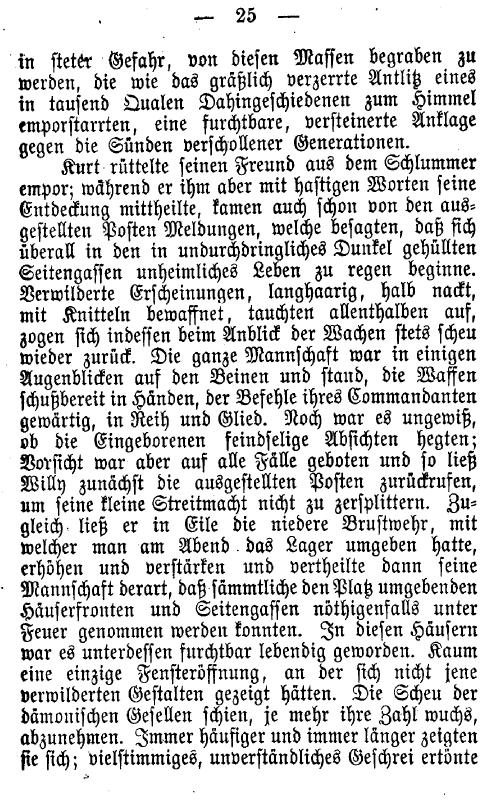 — 25 —
in steter Gefahr, von diesen Massen begraben zu
werden, die wie das gräßlich verzerrte Antlitz eines
in tausend Qualen Dahingeschiedenen zum Himmel
emporstarrten, eine furchtbare, versteinerte Anklage
gegen die Sünden verschollener Generationen.
Kurt rüttelte seinen Freund aus dem Schlummer
empor; während er ihm aber mit hastigen Worten seine
Entdeckung mittheilte, kamen auch schon von den aus-
gestellten Posten Meldungen, welche besagten, daß sich
überall in den in undurchdringliches Dunkel gehüllten
Seitengassen unheimliches Leben zu regen beginne.
Verwilderte Erscheinungen, langhaarig, halb nackt,
mit Knitteln bewaffnet, tauchten allenthalben auf,
zogen sich indessen beim Anblick der Wachen stets scheu
wieder zurück. Die ganze Mannschaft war in einigen
Augenblicken auf den Beinen und stand, die Waffen
schußbereit in Händen, der Befehle ihres Commandanten
gewärtig, in Reih und Glied. Noch war es ungewiß,
ob die Eingeborenen feindselige Absichten hegten;
Vorsicht war aber auf alle Fälle geboten und so ließ
Willy zunächst die ausgestellten Posten zurückrufen,
um seine kleine Streitmacht nicht zu zersplittern. Zu-
gleich ließ er in Eile die niedere Brustwehr, mit
welcher man am Abend das Lager umgeben hatte,
erhöhen und verstärken und vertheilte dann seine
Mannschaft derart, daß sämmtliche den Platz umgebenden
Häuserfronten und Seitengassen nöthigenfalls unter
Feuer genommen werden konnten. In diesen Häusern
war es unterdessen furchtbar lebendig geworden. Kaum
eine einzige Fensteröffnung, an der sich nicht jene
verwilderten Gestalten gezeigt hätten. Die Scheu der
dämonischen Gesellen schien, je mehr ihre Zahl wuchs,
abzunehmen. Immer häufiger und immer länger zeigten
sie sich; vielstimmiges, unverständliches Geschrei ertönte